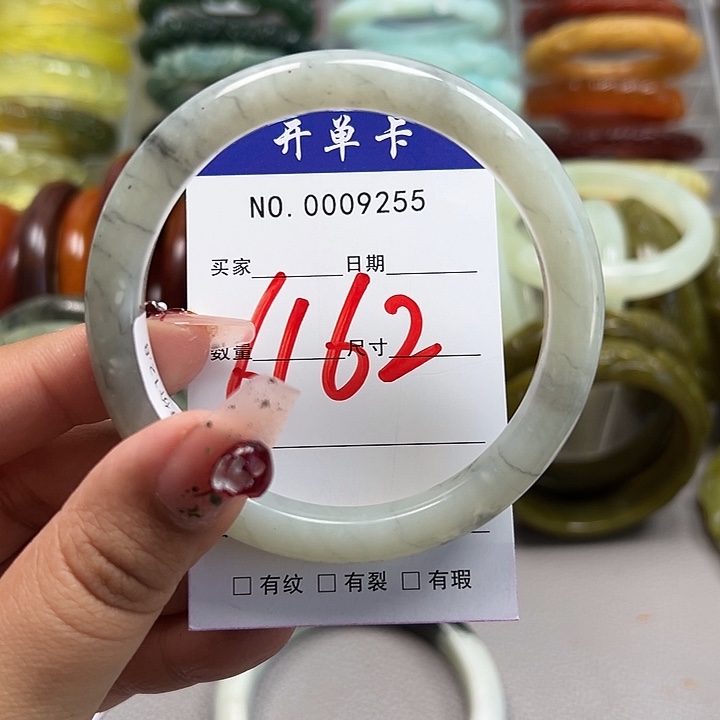 开单卡
NO. 0009255
买家 日期
数量 尺寸
1162
□ 有纹 □ 有裂 □ 有瑕